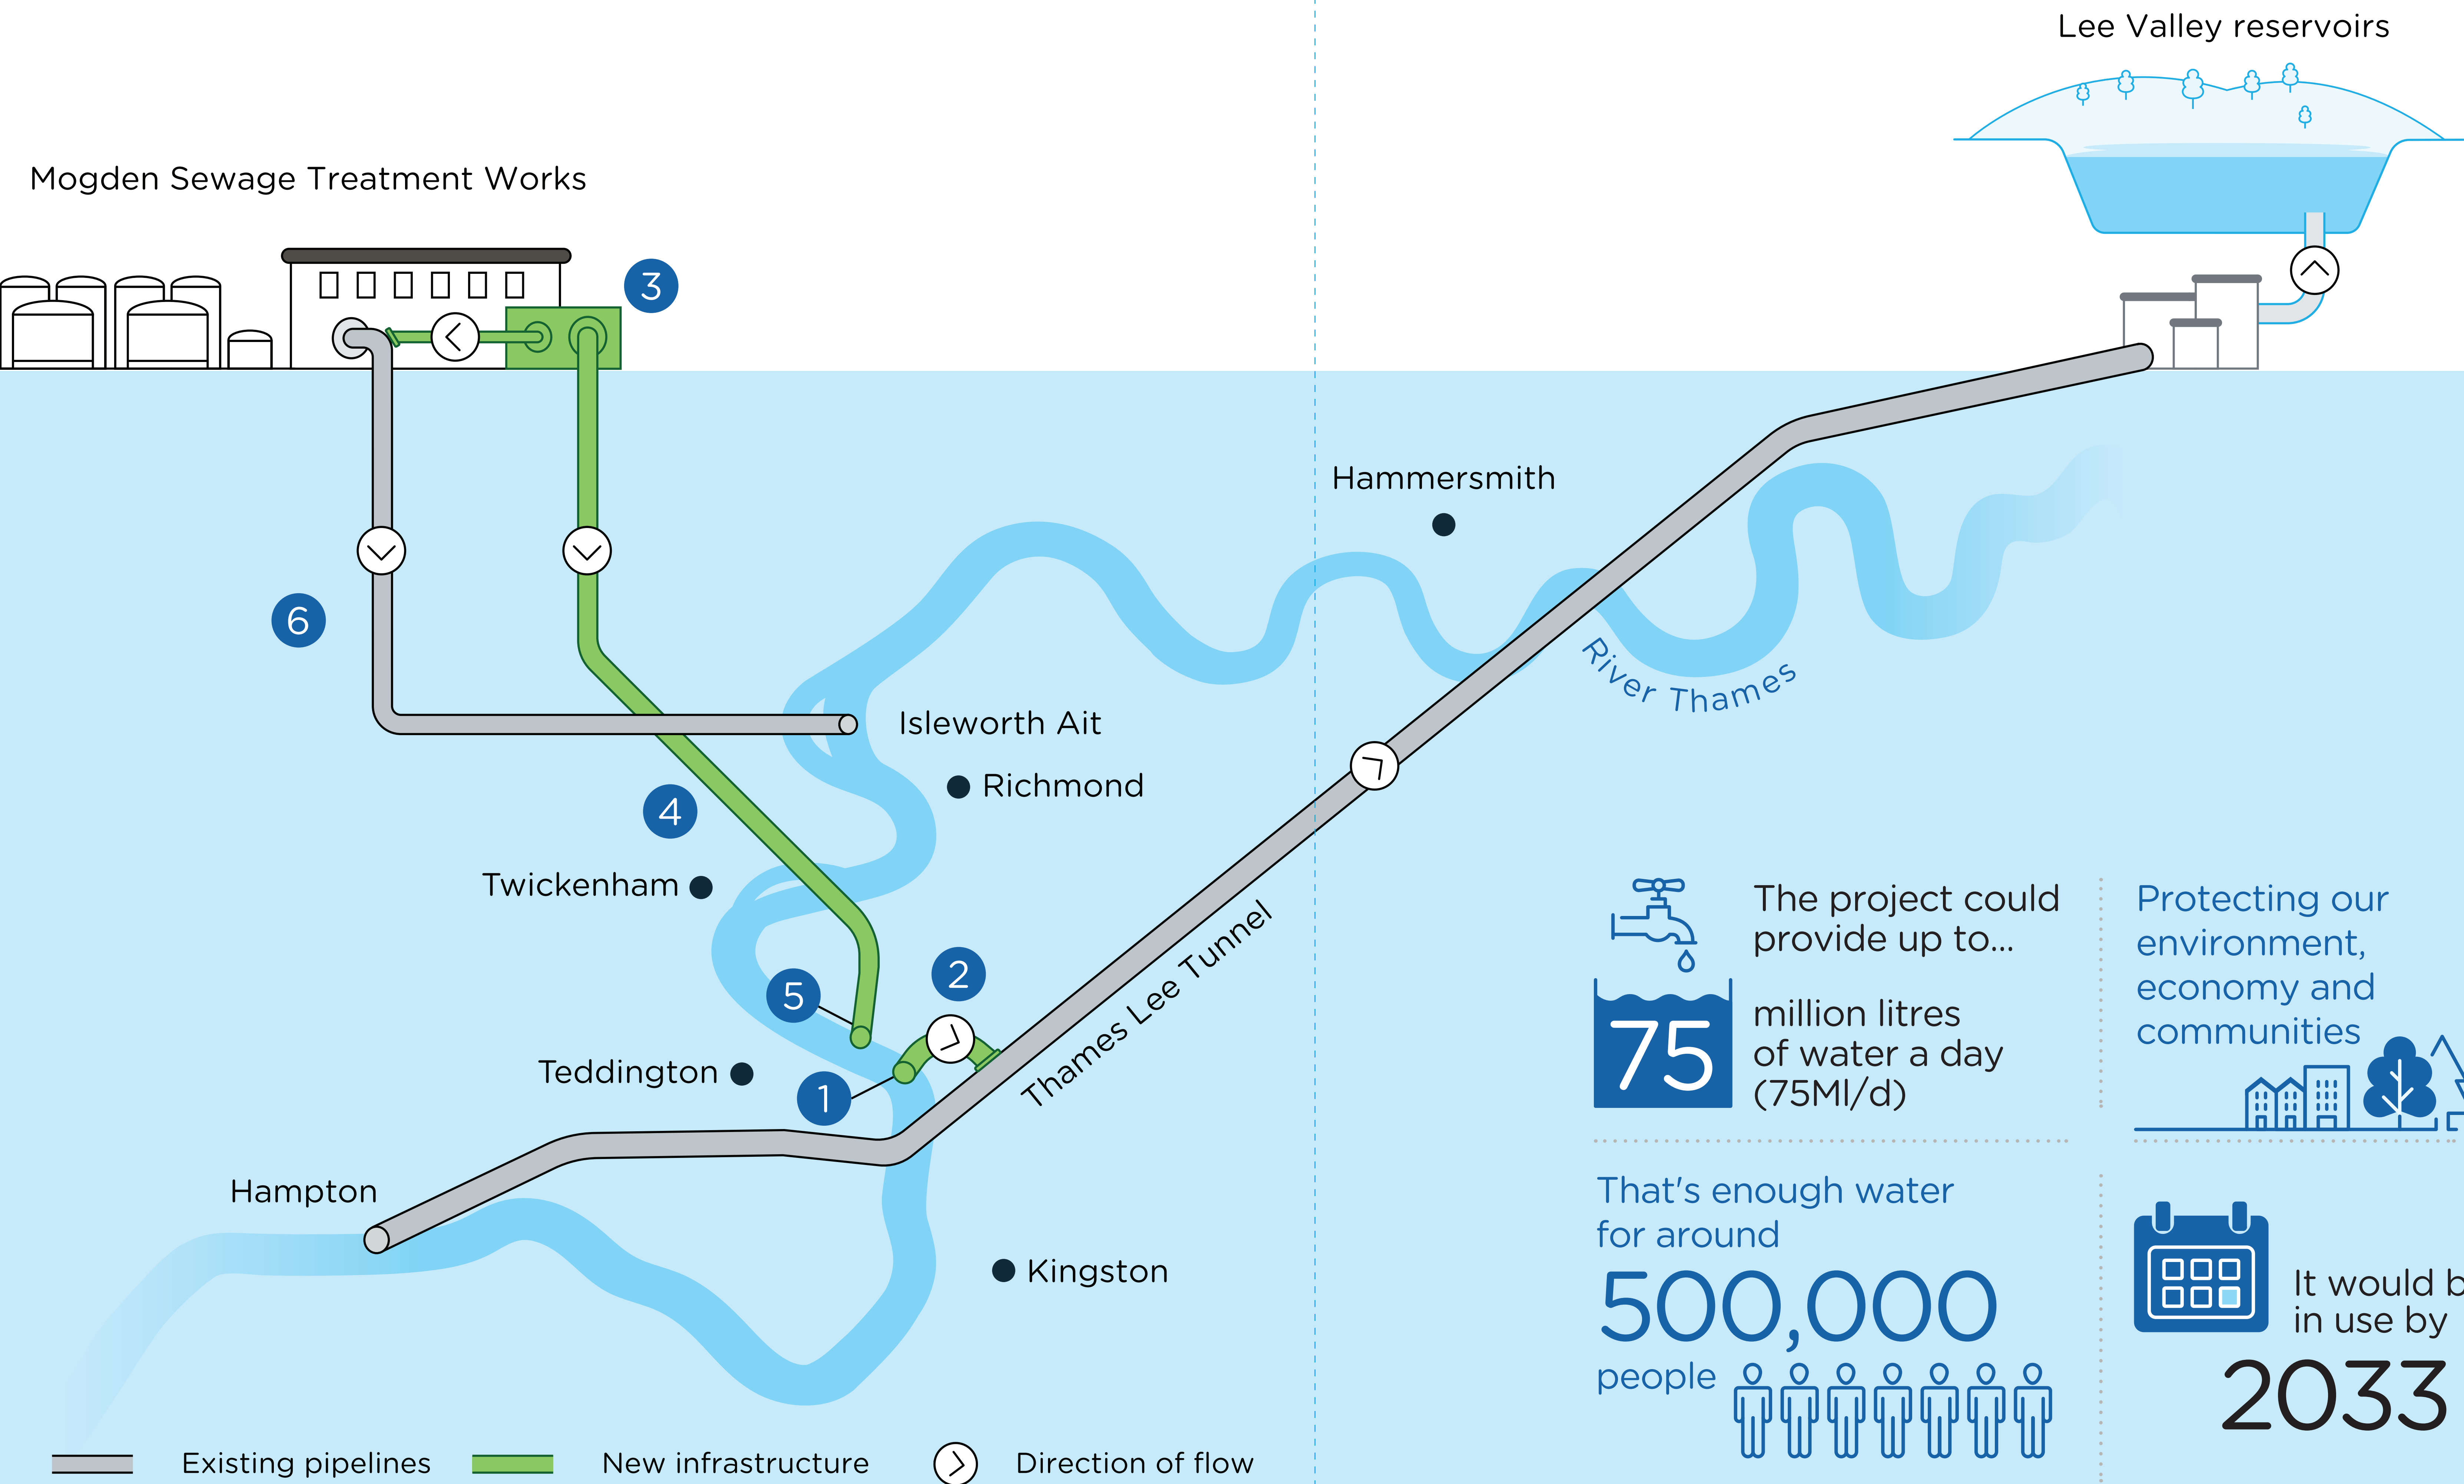 Lee Valley reservoirs
Mogden Sewage Treatment Works
3
Hammersmith
6
River Thames
Isleworth Ait
Richmond
4
Twickenham
2
5
Thames Lee Tunnel
Teddington
1
Hampton
Kingston
The project could
provide up to...
75
million litres
of water a day
(75Ml/d)
Protecting our
environment,
economy and
communities
That's enough water
for around
500,000
people
It would b
in use by
2033
Existing pipelines
New infrastructure
Direction of flow